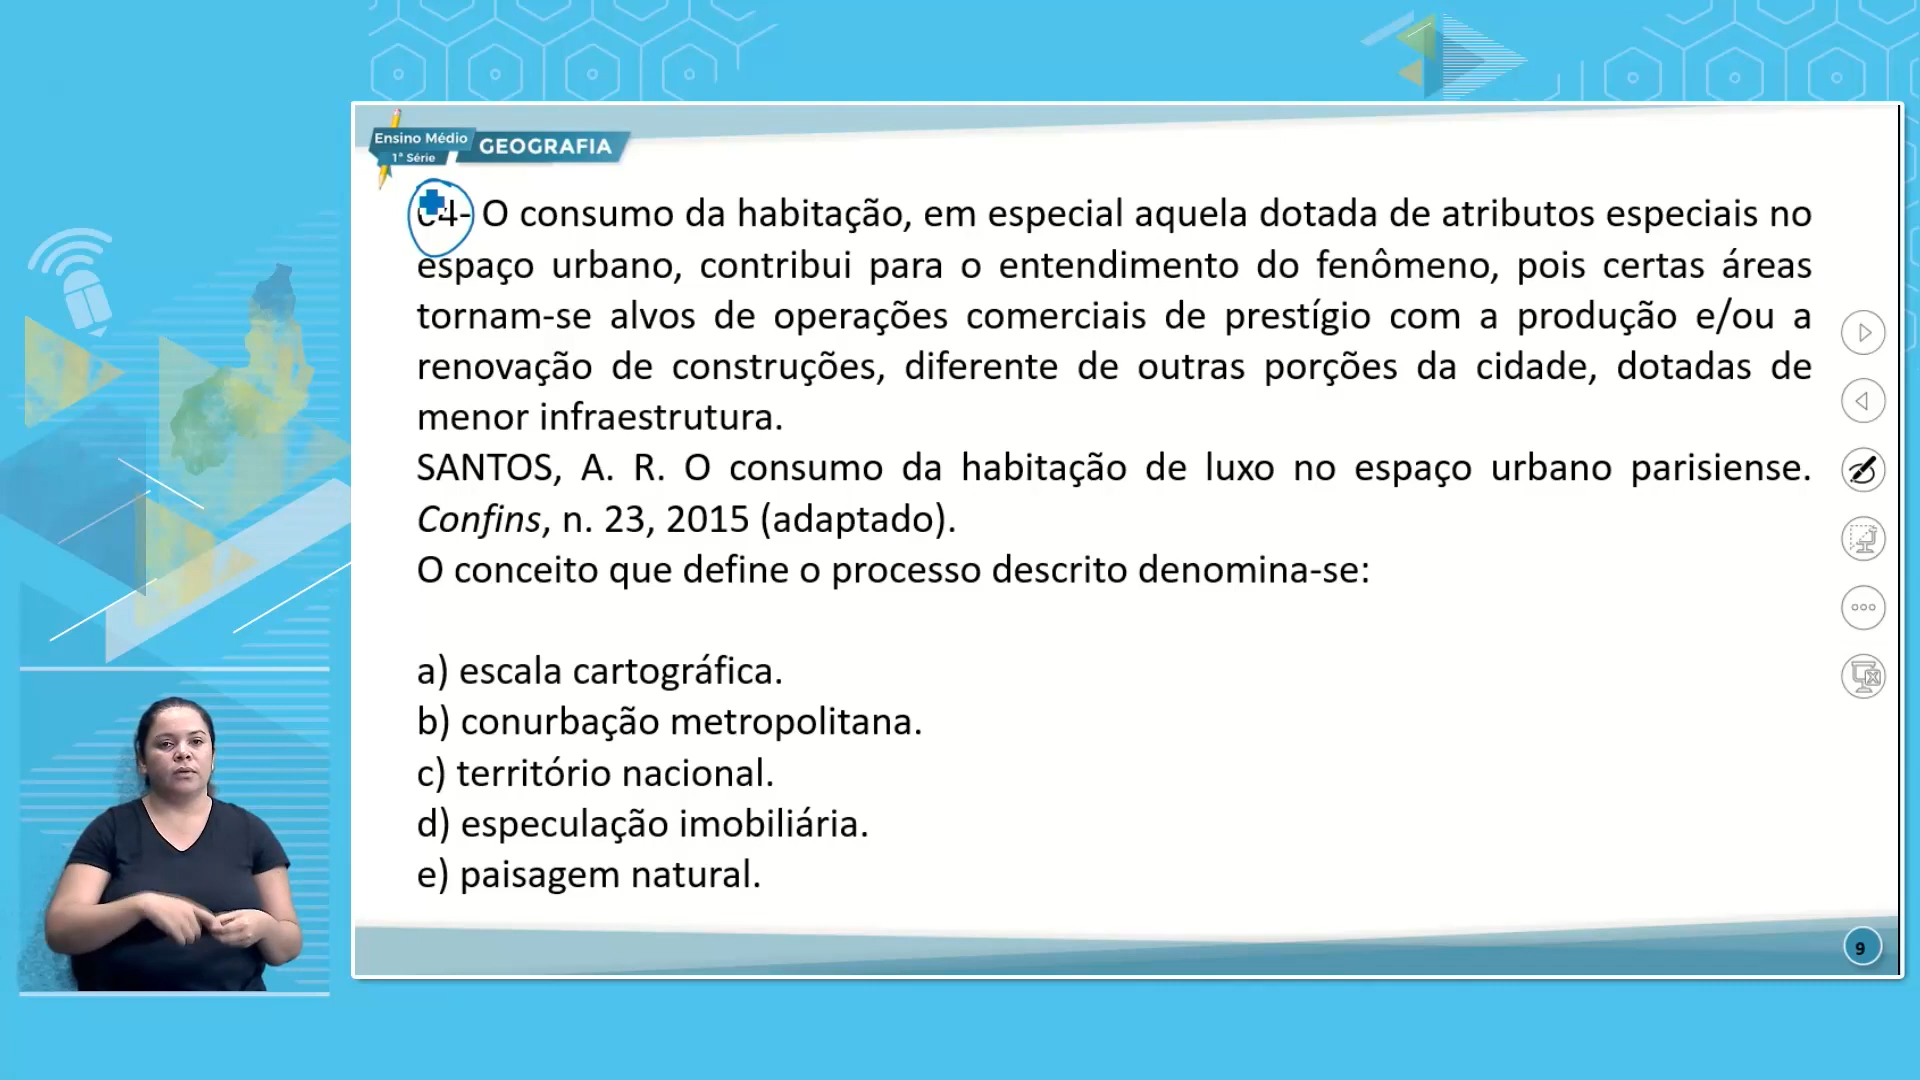 Ensino Médio
1ª Série
GEOGRAFIA
04- O consumo da habitação, em especial aquela dotada de atributos especiais no
espaço urbano, contribui para o entendimento do fenômeno, pois certas áreas
tornam-se alvos de operações comerciais de prestígio com a produção e/ou a
renovação de construções, diferente de outras porções da cidade, dotadas de
menor infraestrutura.
SANTOS, A. R. O consumo da habitação de luxo no espaço urbano parisiense.
Confins, n. 23, 2015 (adaptado).
O conceito que define o processo descrito denomina-se:
a) escala cartográfica.
b) conurbação metropolitana.
c) território nacional.
d) especulação imobiliária.
e) paisagem natural.
9